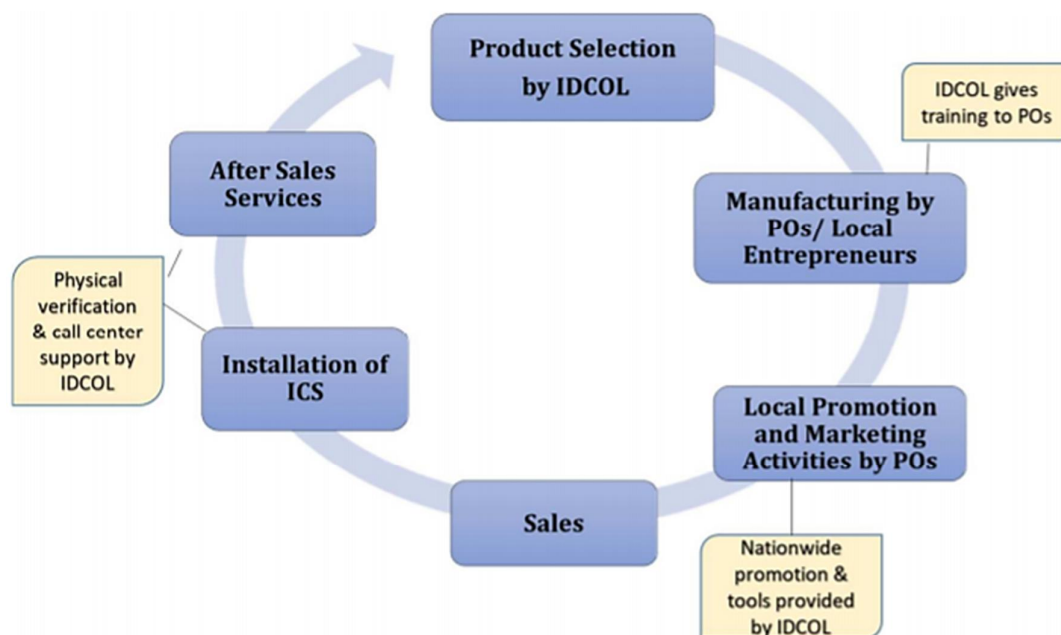 Product Selection
by IDCOL
IDCOL gives
training to POs
Manufacturing by
POs/ Local
Entrepreneurs
Local Promotion
and Marketing
Activities by POs
Nationwide
promotion &
tools provided
by IDCOL
Sales
Installation of
ICS
Physical
verification
& call center
support by
IDCOL
After Sales
Services